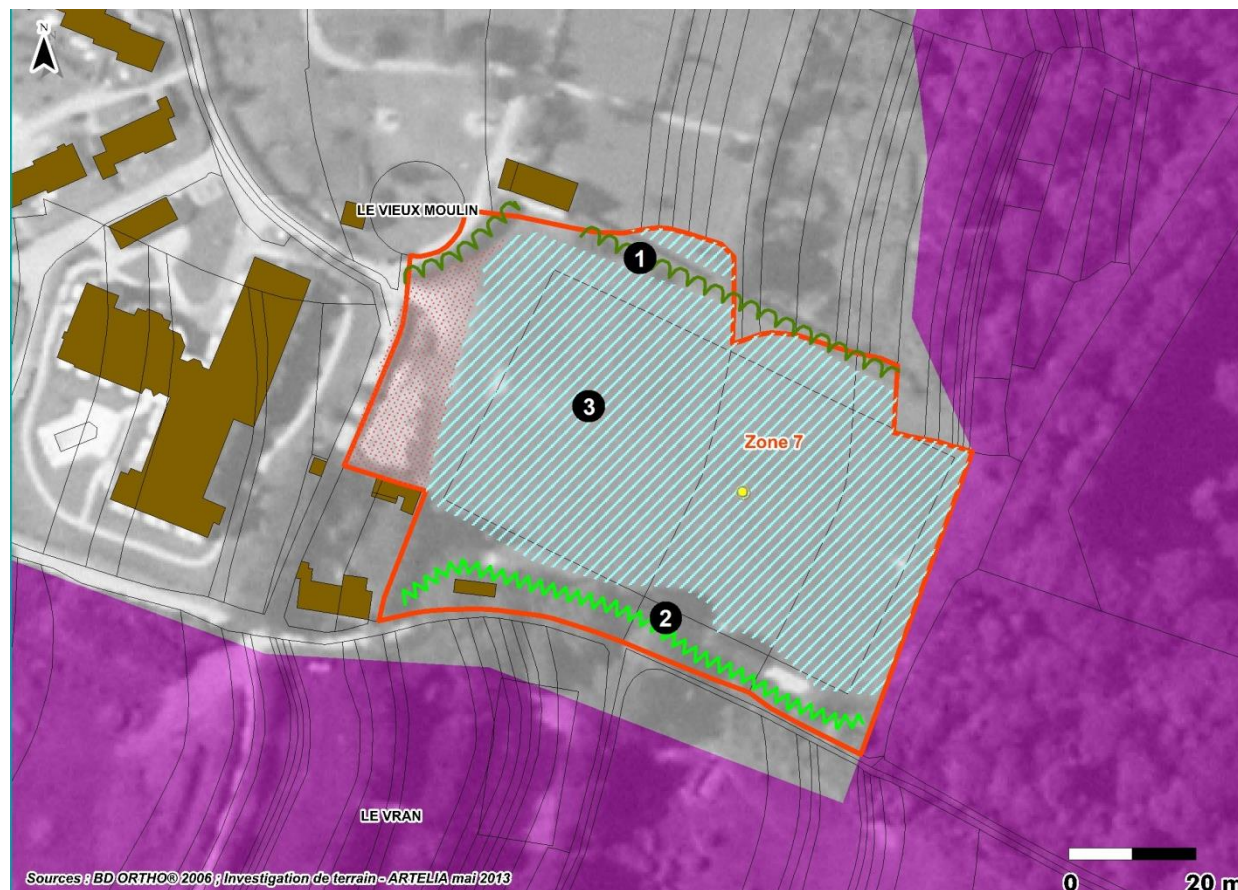 N
LE VIEUX MOULIN
1
3
Zone 7
2
LE VRAN
Sources : BD ORTHO® 2006 ; Investigation de terrain - ARTELIA mai 2013
0 20 m